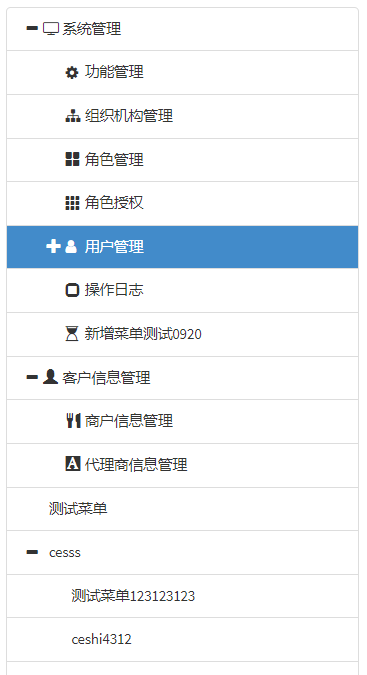 系统管理
功能管理
组织机构管理
角色管理
角色授权
用户管理
操作日志
新增菜单测试0920
客户信息管理
商户信息管理
代理商信息管理
测试菜单
cesss
测试菜单123123123
ceshi4312